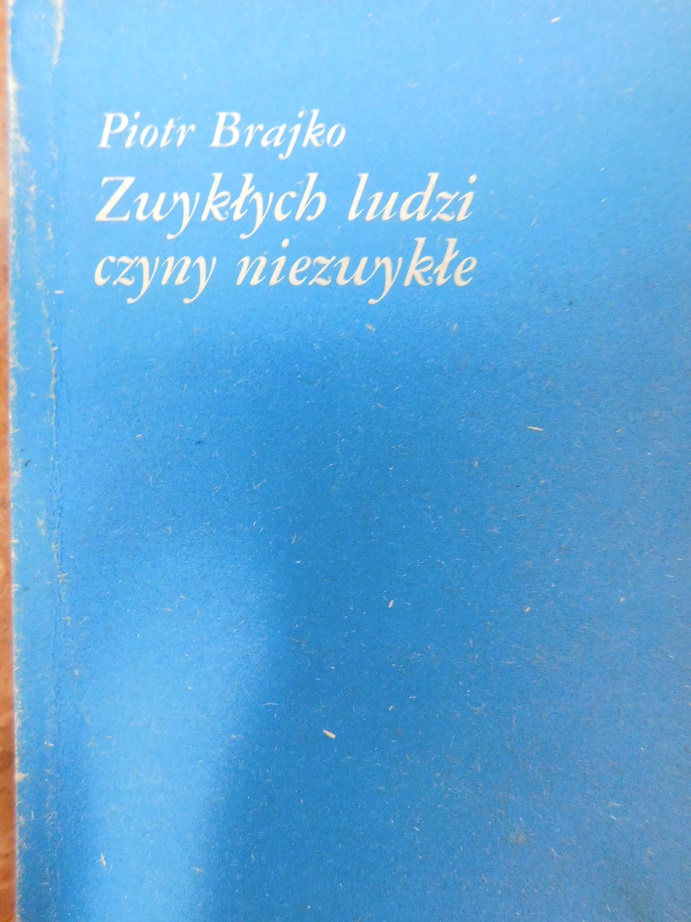 Piotr Brajko
Zwykłych ludzi
czyny niezwykłe